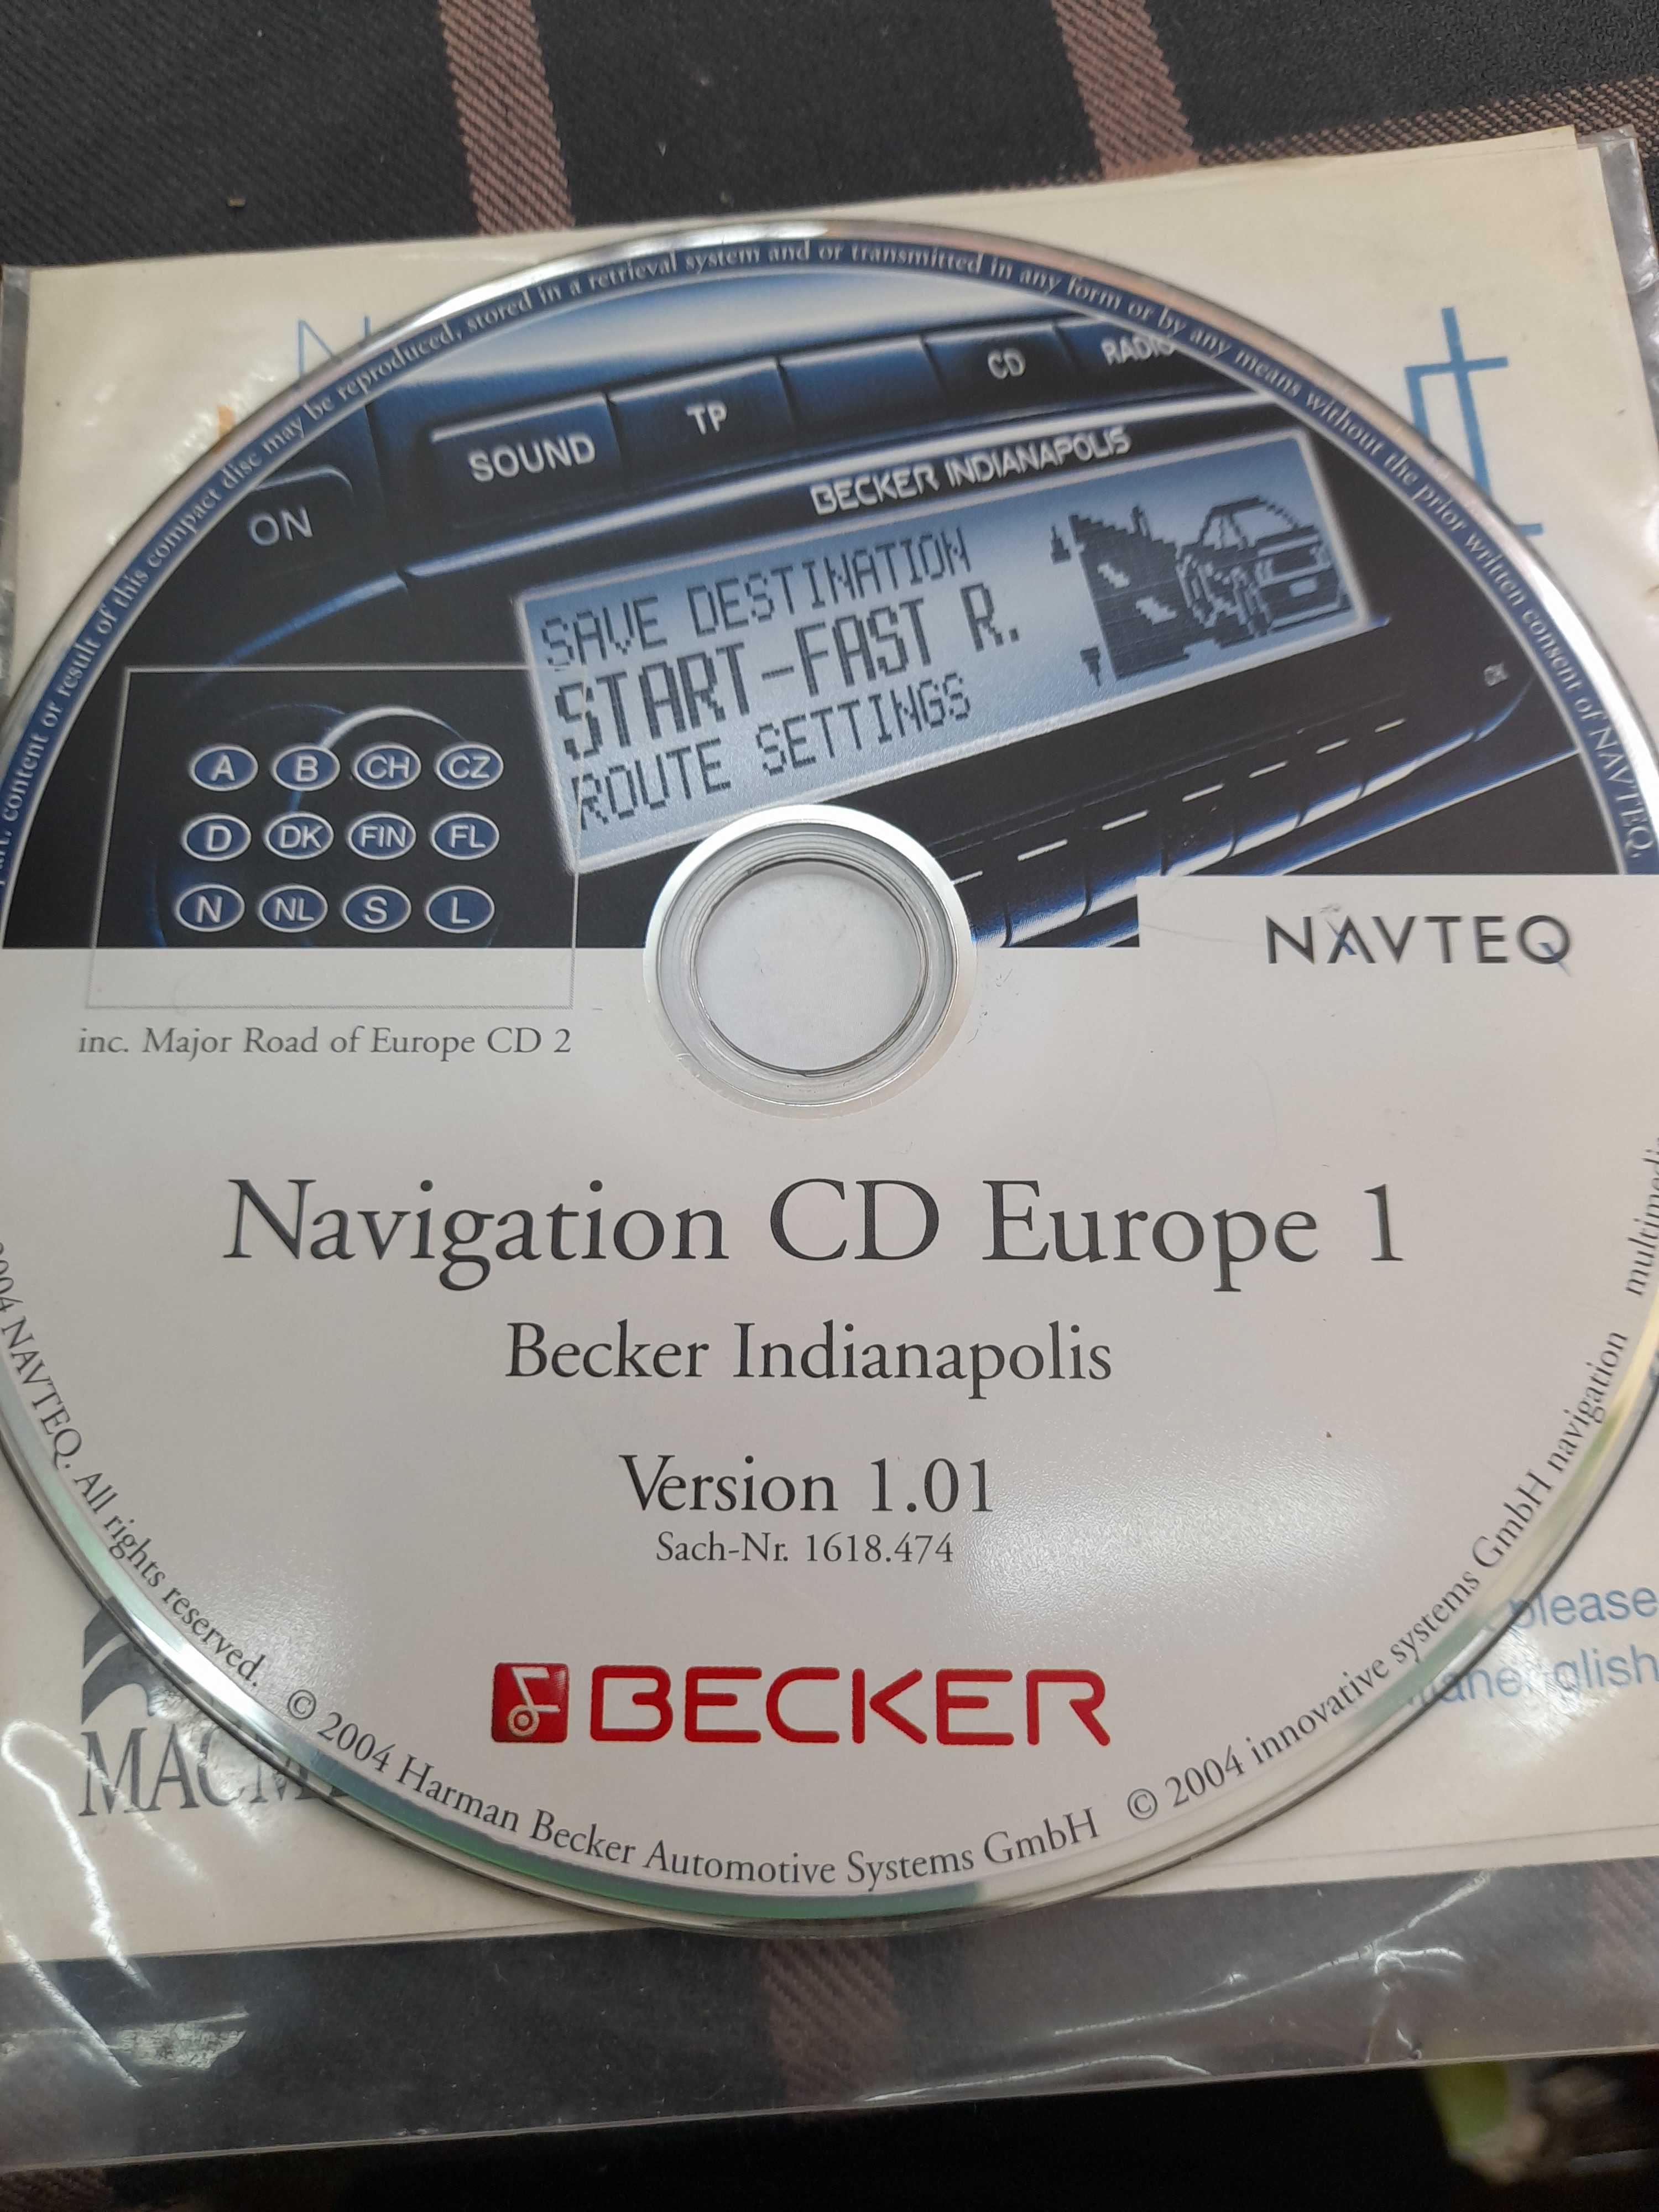 part, content or result of this compact disc may be reproduced, stored in a retrieval system and or transmitted in any form or by any means without the prior written consent of NAVTEQ.
CD RADIO
SOUND TP
ON
BECKER INDIANAPOLIS
SAVE DESTINATION
START-FAST R.
ROUTE SETTINGS
OK
A B CH CZ
D DK FIN FL
N NL S L
NAVTEQ
inc. Major Road of Europe CD 2
Navigation CD Europe 1
Becker Indianapolis
Version 1.01
Sach-Nr. 1618.474
BECKER
2004 NAVTEQ. All rights reserved. © 2004 Harman Becker Automotive Systems GmbH © 2004 innovative systems GmbH navigation multimedia
please